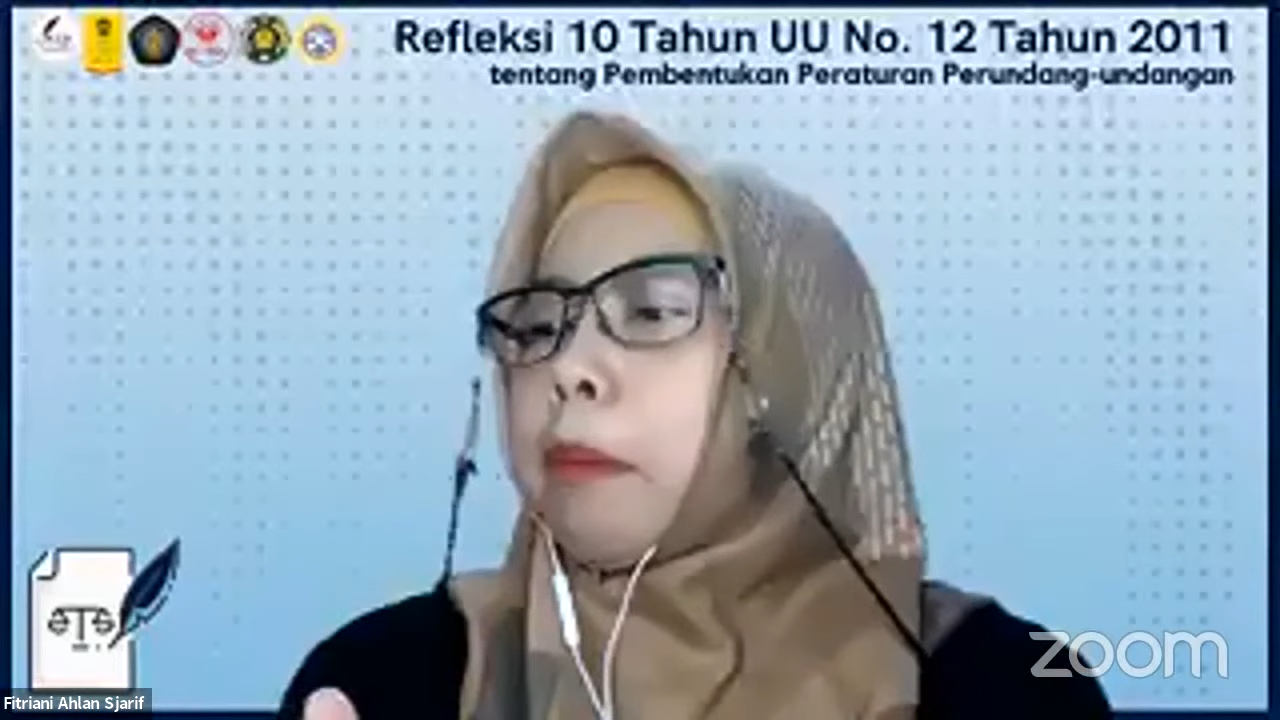 Refleksi 10 Tahun UU No. 12 Tahun 2011
tentang Pembentukan Peraturan Perundang-undangan
zoom
Fitriani Ahlan Sjarif